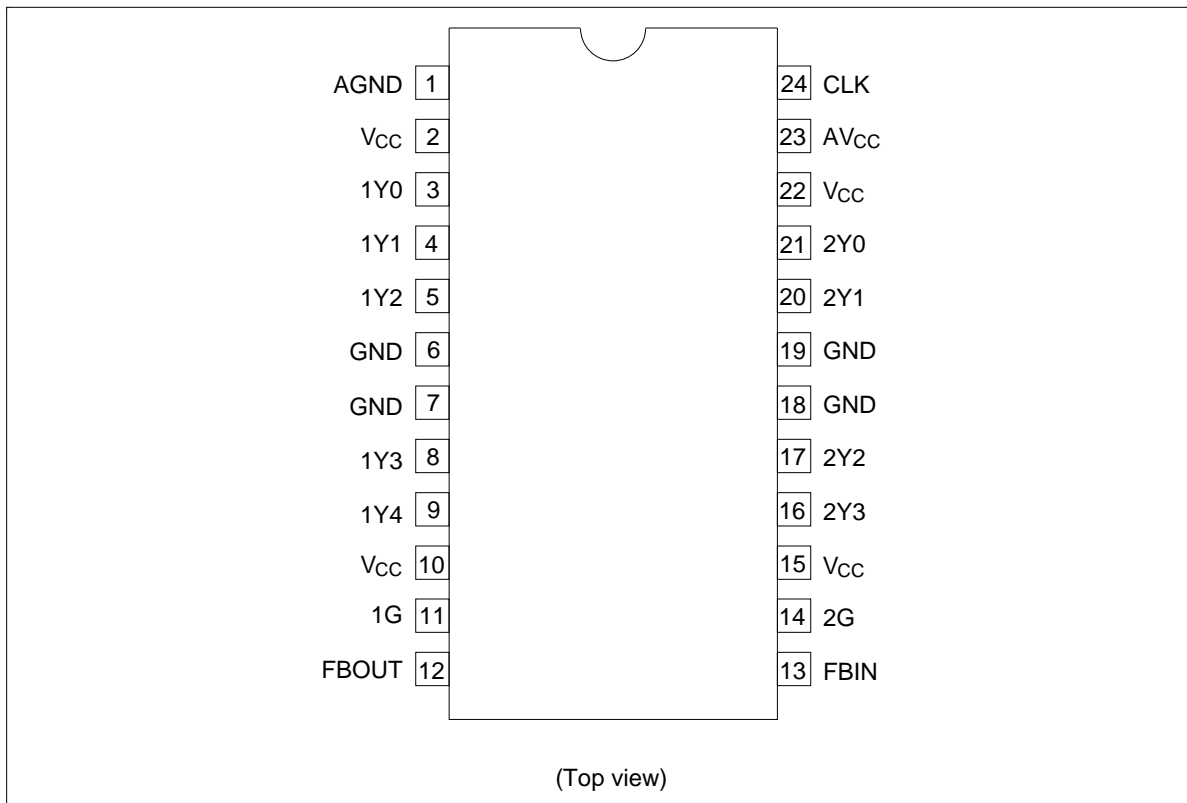 AGND 1 24 CLK
VCC 2 23 AVCC
1Y0 3 22 VCC
1Y1 4 21 2Y0
1Y2 5 20 2Y1
GND 6 19 GND
GND 7 18 GND
1Y3 8 17 2Y2
1Y4 9 16 2Y3
VCC 10 15 VCC
1G 11 14 2G
FBOUT 12 13 FBIN
(Top view)